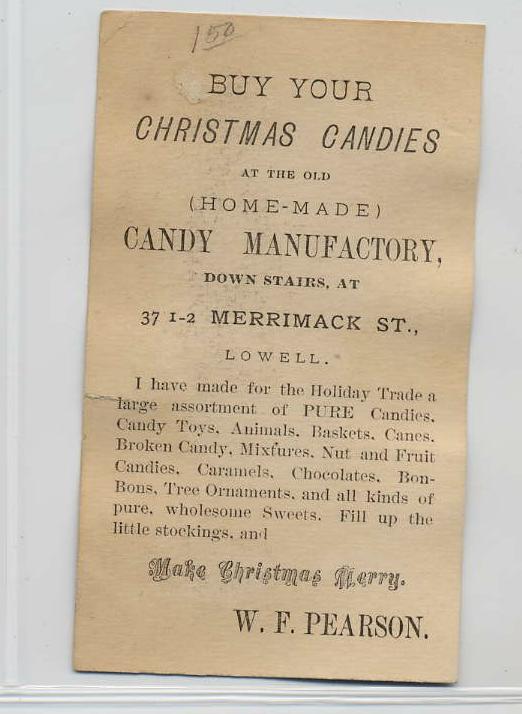 150
BUY YOUR
CHRISTMAS CANDIES
AT THE OLD
(HOME-MADE)
CANDY MANUFACTORY,
DOWN STAIRS, AT
37 1-2 MERRIMACK ST.,
LOWELL.
I have made for the Holiday Trade a
large assortment of PURE Candies,
Candy Toys, Animals, Baskets, Canes,
Broken Candy, Mixfures, Nut and Fruit
Candies, Caramels, Chocolates, Bon-
Bons, Tree Ornaments, and all kinds of
pure, wholesome Sweets. Fill up the
little stockings, and
Make Christmas Merry.
W. F. PEARSON.